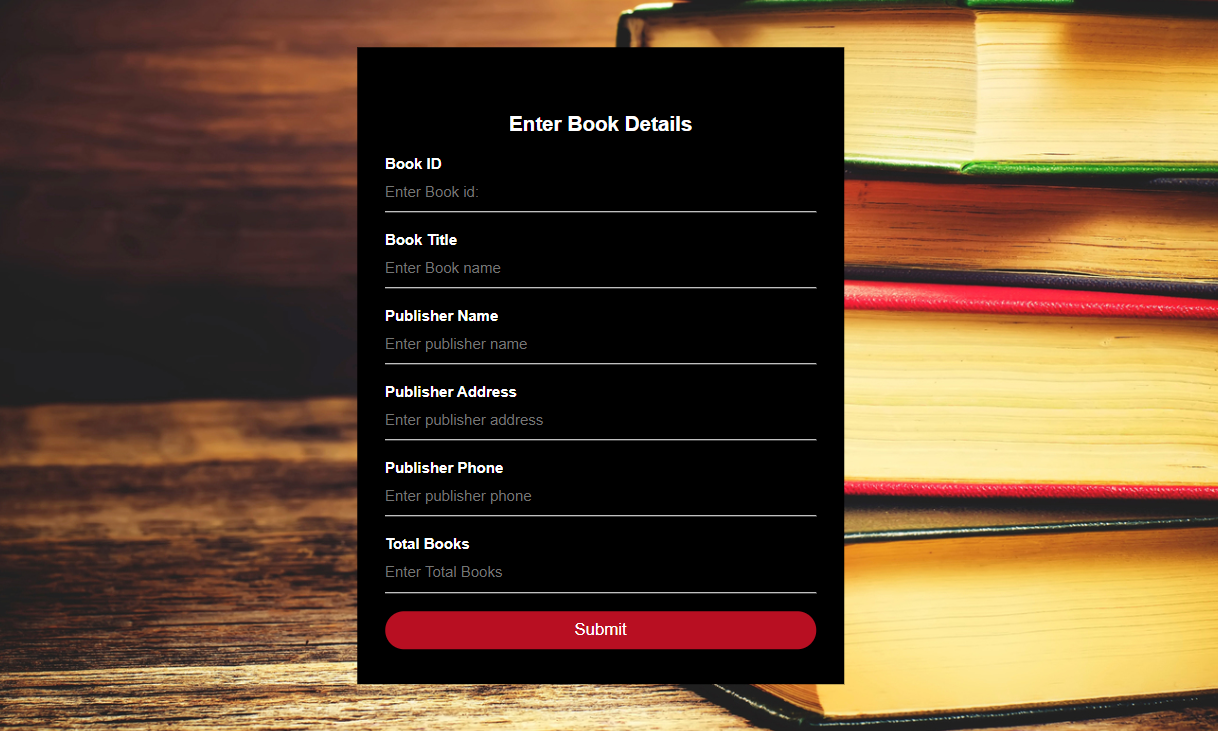 Enter Book Details
Book ID
Enter Book id:
Book Title
Enter Book name
Publisher Name
Enter publisher name
Publisher Address
Enter publisher address
Publisher Phone
Enter publisher phone
Total Books
Enter Total Books
Submit